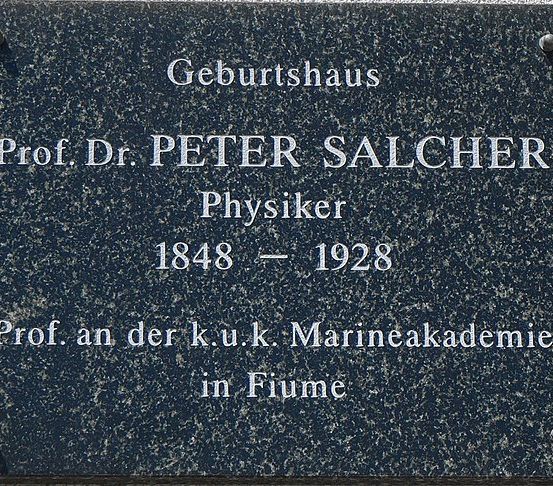 Geburtshaus
Prof. Dr. PETER SALCHER
Physiker
1848 — 1928
Prof. an der k.u.k. Marineakademie
in Fiume